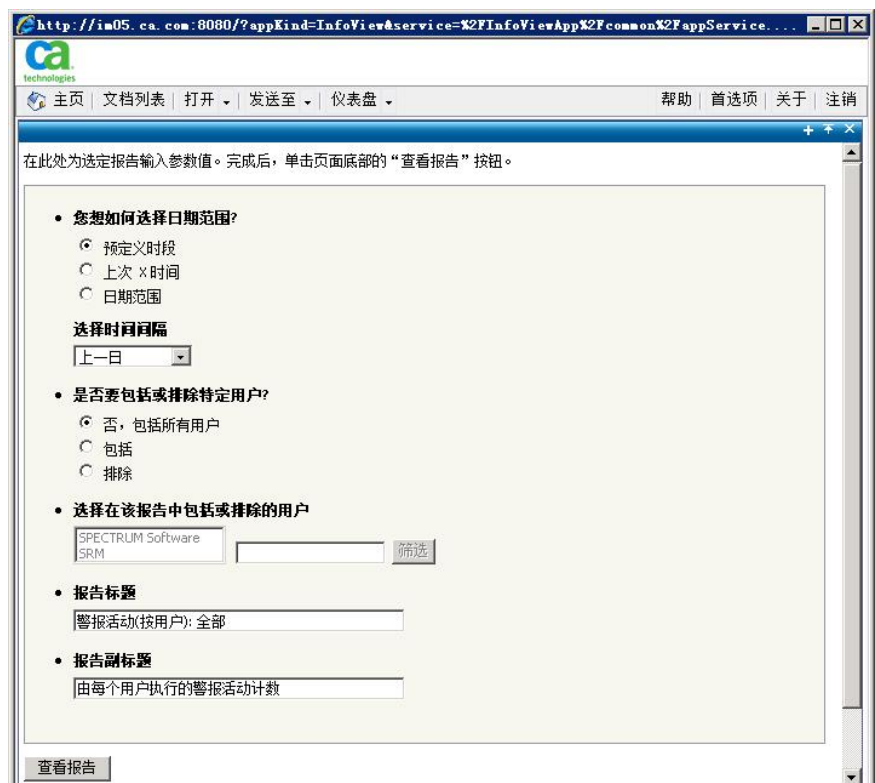 http://im05.ca.com:8080/?appKind=InfoView&service=%2FInfoViewApp%2Fcommon%2FappService....
ca
technologies
主页 | 文档列表 | 打开 | 发送至 | 仪表盘 帮助 | 首选项 | 关于 | 注销
在此处为选定报告输入参数值。完成后，单击页面底部的“查看报告”按钮。
• 您想如何选择日期范围?
预定义时段
上次 X 时间
日期范围
选择时间间隔
上一日
• 是否要包括或排除特定用户?
否，包括所有用户
包括
排除
• 选择在该报告中包括或排除的用户
SPECTRUM Software
SRM
筛选
• 报告标题
警报活动(按用户): 全部
• 报告副标题
由每个用户执行的警报活动计数
查看报告